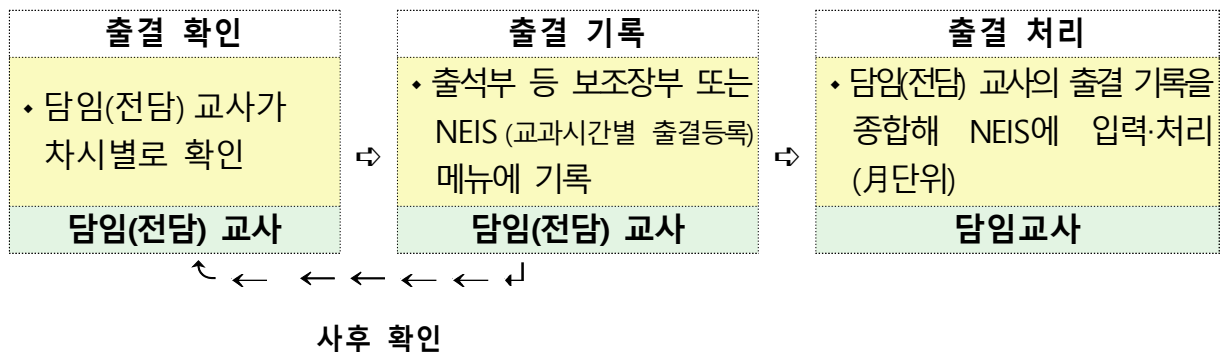 출결 확인
◆ 담임(전담) 교사가
차시별로 확인
담임(전담) 교사
⇨
출결 기록
◆ 출석부 등 보조장부 또는
NEIS (교과시간별 출결등록)
메뉴에 기록
담임(전담) 교사
⇨
출결 처리
◆ 담임(전담) 교사의 출결 기록을
종합해 NEIS에 입력·처리
(月단위)
담임교사
사후 확인